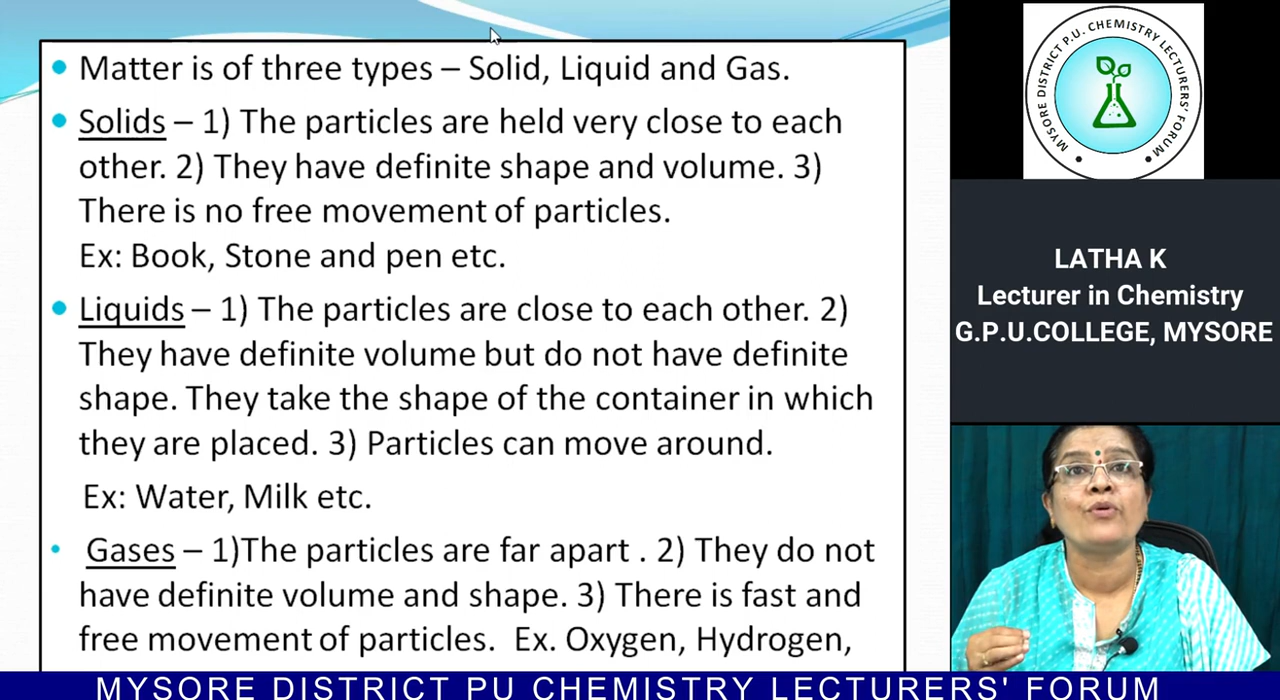 Matter is of three types – Solid, Liquid and Gas.
Solids – 1) The particles are held very close to each
other. 2) They have definite shape and volume. 3)
There is no free movement of particles.
Ex: Book, Stone and pen etc.
Liquids – 1) The particles are close to each other. 2)
They have definite volume but do not have definite
shape. They take the shape of the container in which
they are placed. 3) Particles can move around.
Ex: Water, Milk etc.
Gases – 1)The particles are far apart . 2) They do not
have definite volume and shape. 3) There is fast and
free movement of particles. Ex. Oxygen, Hydrogen,
MYSORE DISTRICT P.U. CHEMISTRY LECTURERS' FORUM
LATHA K
Lecturer in Chemistry
G.P.U.COLLEGE, MYSORE
MYSORE DISTRICT PU CHEMISTRY LECTURERS' FORUM